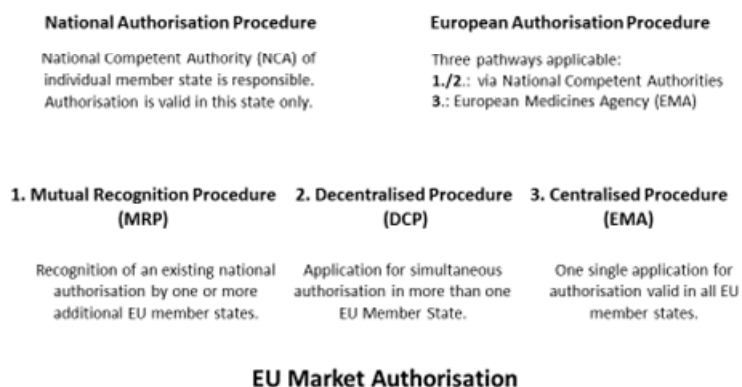 National Authorisation Procedure
National Competent Authority (NCA) of
individual member state is responsible.
Authorisation is valid in this state only.
European Authorisation Procedure
Three pathways applicable:
1./2.: via National Competent Authorities
3.: European Medicines Agency (EMA)
1. Mutual Recognition Procedure
(MRP)
Recognition of an existing national
authorisation by one or more
additional EU member states.
2. Decentralised Procedure
(DCP)
Application for simultaneous
authorisation in more than one
EU Member State.
3. Centralised Procedure
(EMA)
One single application for
authorisation valid in all EU
member states.
EU Market Authorisation